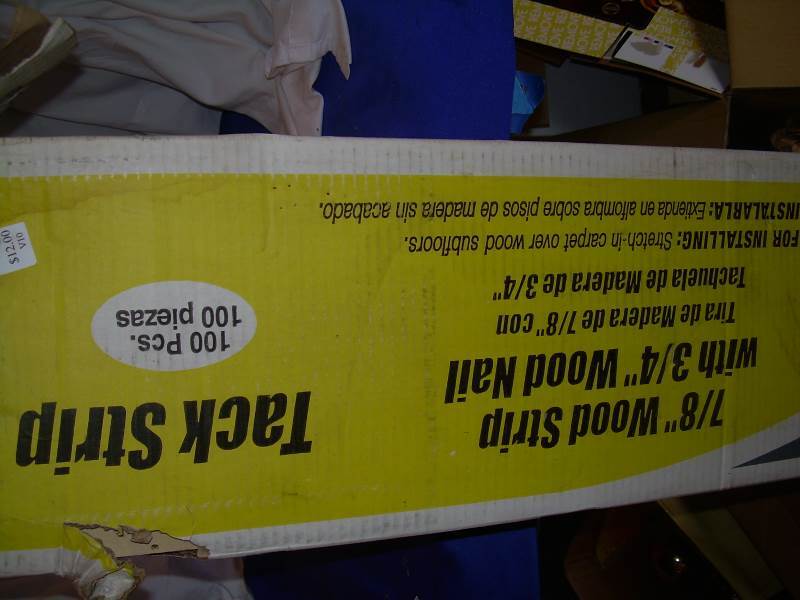 7/8" Wood Strip
with 3/4" Wood Nail
Tira de Madera de 7/8" con
Tachuela de Madera de 3/4"
FOR INSTALLING: Stretch-in carpet over wood subfloors.
INSTALARLA: Extienda en alfombra sobre pisos de madera sin acabado.
Tack Strip
100 Pcs.
100 piezas
$12.00
V10